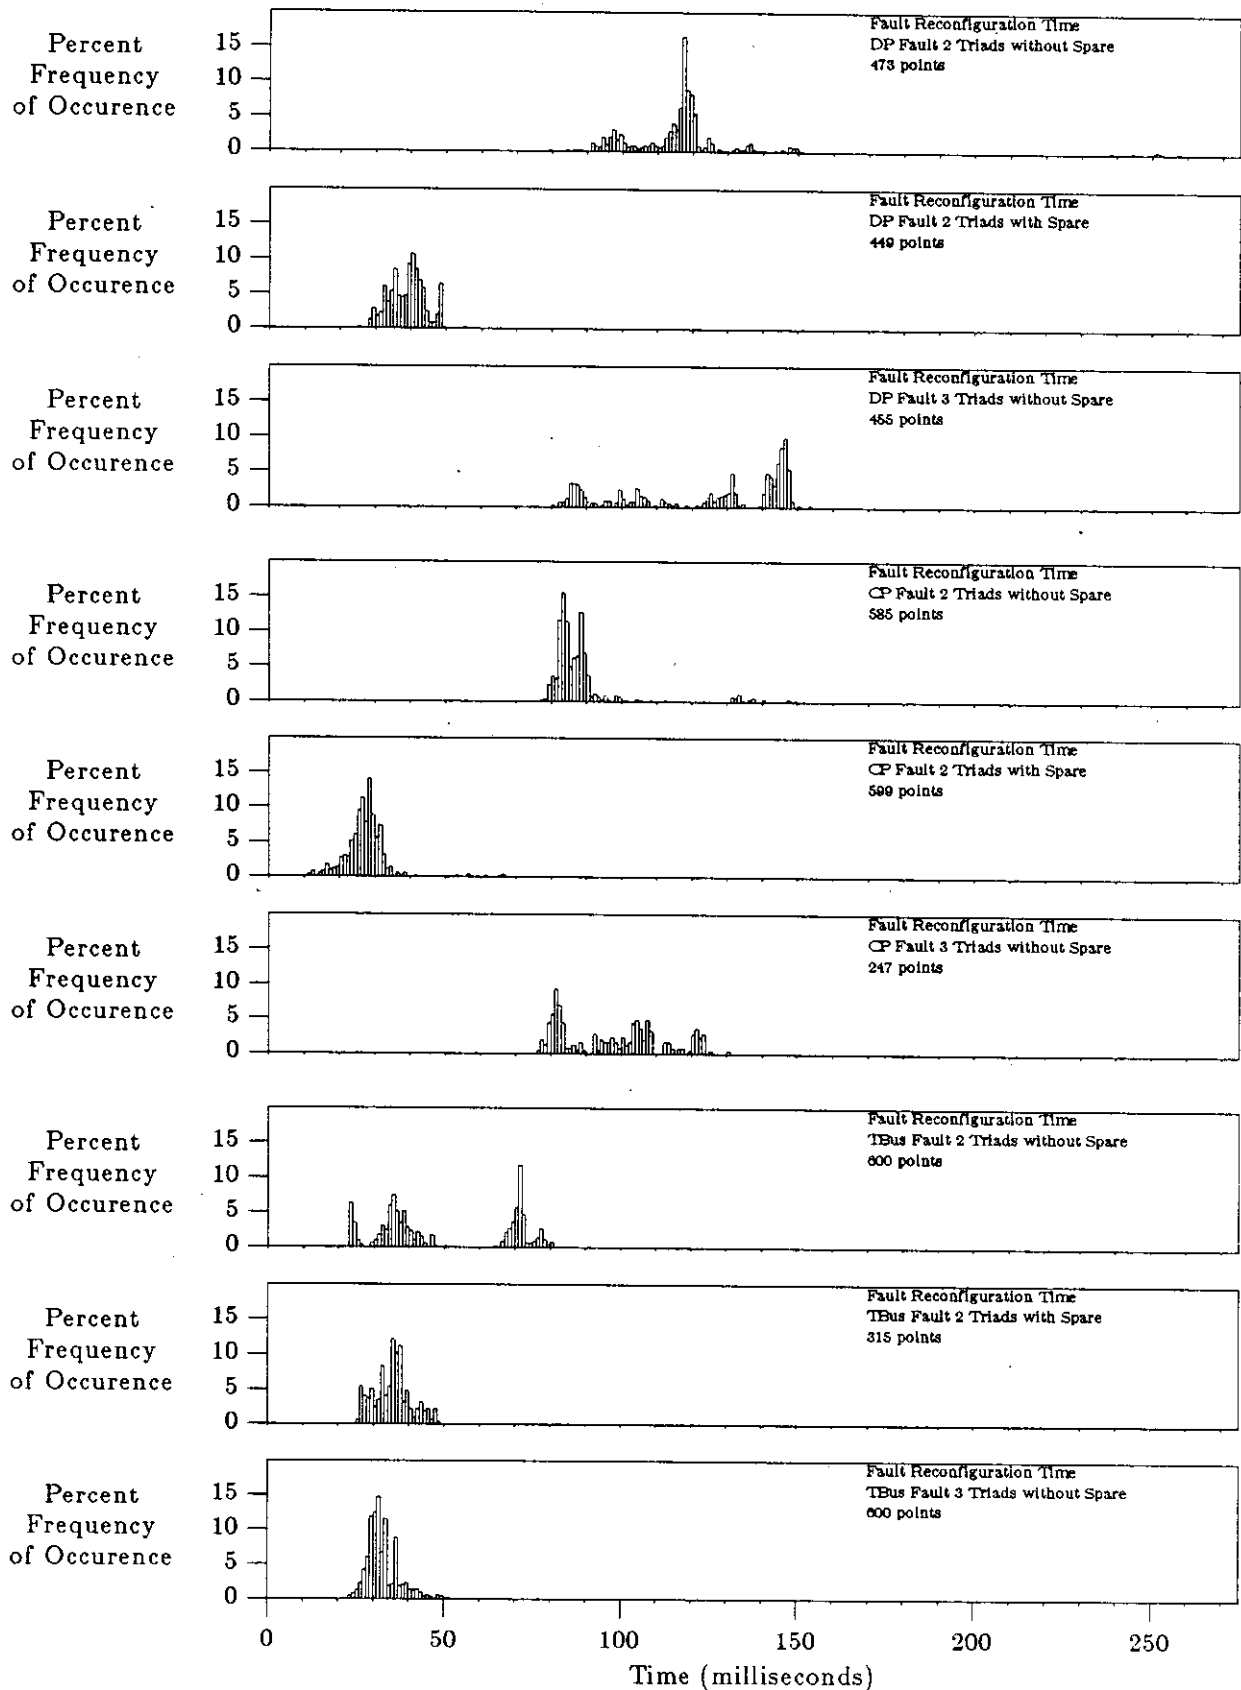 Percent
Frequency
of Occurence
15
10
5
0
Fault Reconfiguration Time
DP Fault 2 Triads without Spare
473 points
Percent
Frequency
of Occurence
15
10
5
0
Fault Reconfiguration Time
DP Fault 2 Triads with Spare
449 points
Percent
Frequency
of Occurence
15
10
5
0
Fault Reconfiguration Time
DP Fault 3 Triads without Spare
455 points
Percent
Frequency
of Occurence
15
10
5
0
Fault Reconfiguration Time
CP Fault 2 Triads without Spare
585 points
Percent
Frequency
of Occurence
15
10
5
0
Fault Reconfiguration Time
CP Fault 2 Triads with Spare
599 points
Percent
Frequency
of Occurence
15
10
5
0
Fault Reconfiguration Time
CP Fault 3 Triads without Spare
247 points
Percent
Frequency
of Occurence
15
10
5
0
Fault Reconfiguration Time
TBus Fault 2 Triads without Spare
600 points
Percent
Frequency
of Occurence
15
10
5
0
Fault Reconfiguration Time
TBus Fault 2 Triads with Spare
315 points
Percent
Frequency
of Occurence
15
10
5
0
Fault Reconfiguration Time
TBus Fault 3 Triads without Spare
600 points
0 50 100 150 200 250
Time (milliseconds)